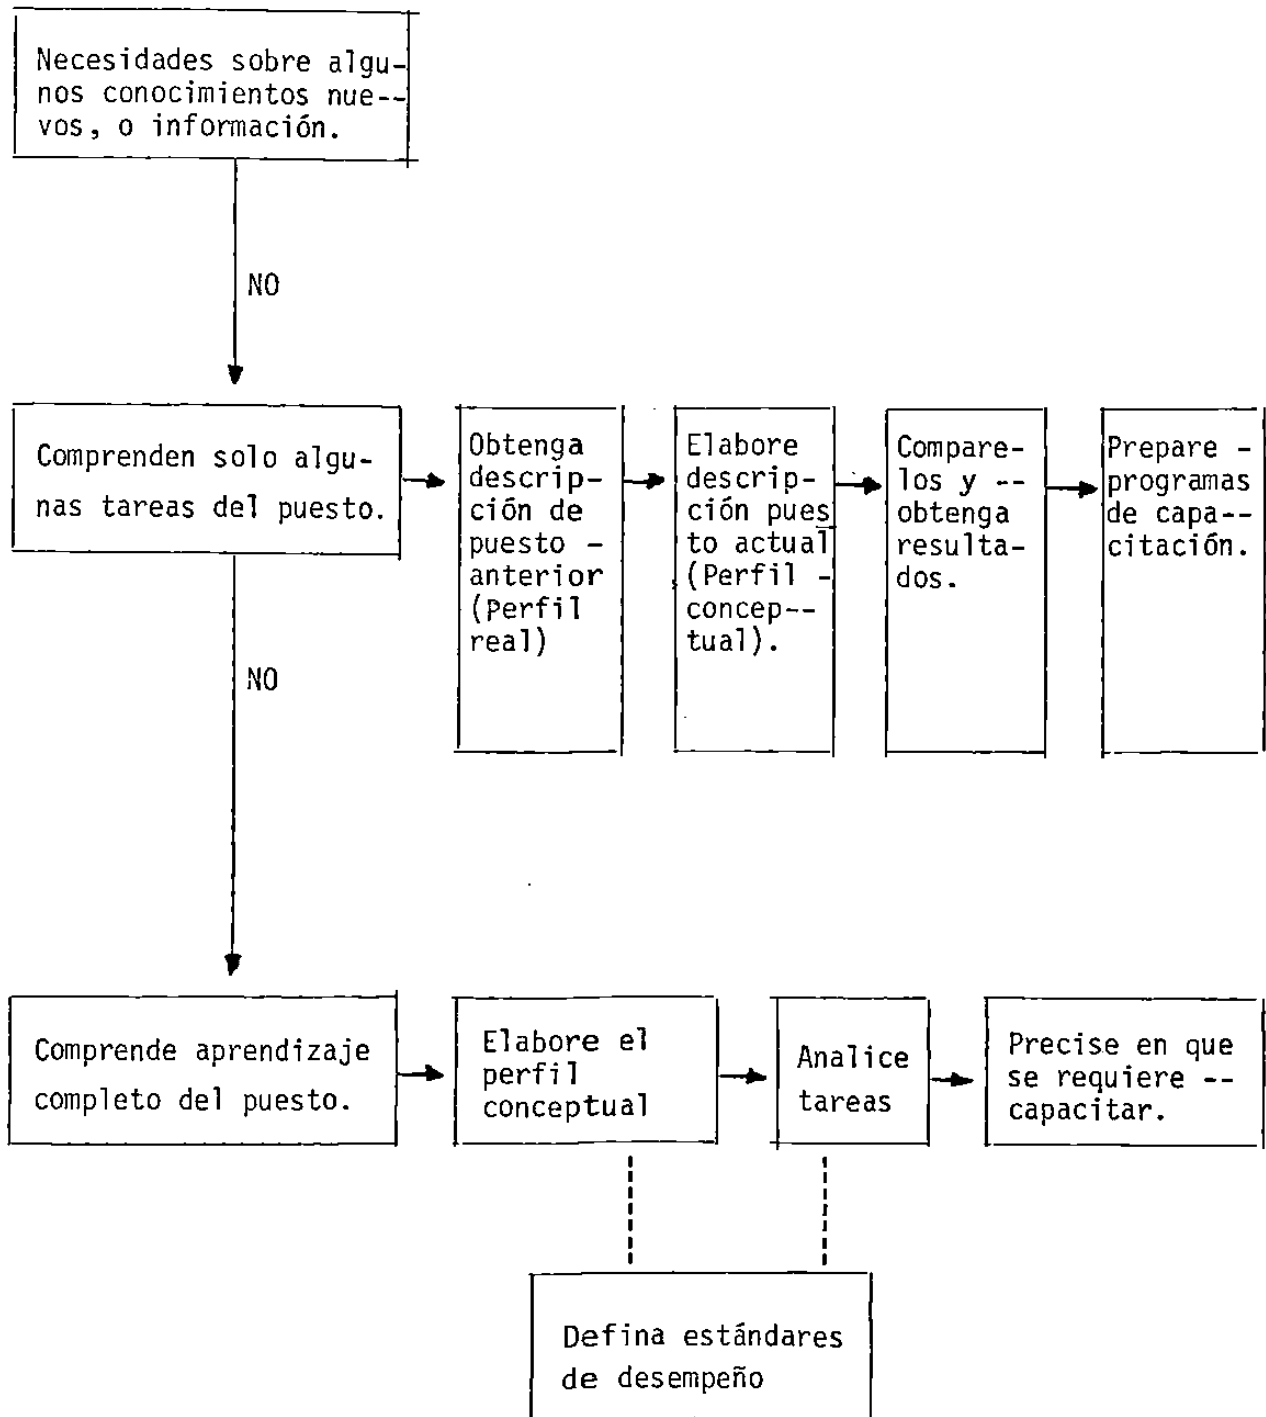 Necesidades sobre algu-
nos conocimientos nue--
vos, o información.
NO
Comprenden solo algu-
nas tareas del puesto.
Obtenga
descrip-
ción de
puesto -
anterior
(Perfil
real)
Elabore
descrip-
ción pues
to actual
(Perfil -
concep--
tual).
Compare-
los y --
obtenga
resulta-
dos.
Prepare -
programas
de capa--
citación.
NO
Comprende aprendizaje
completo del puesto.
Elabore el
perfil
conceptual
Analice
tareas
Precise en que
se requiere --
capacitar.
Defina estándares
de desempeño